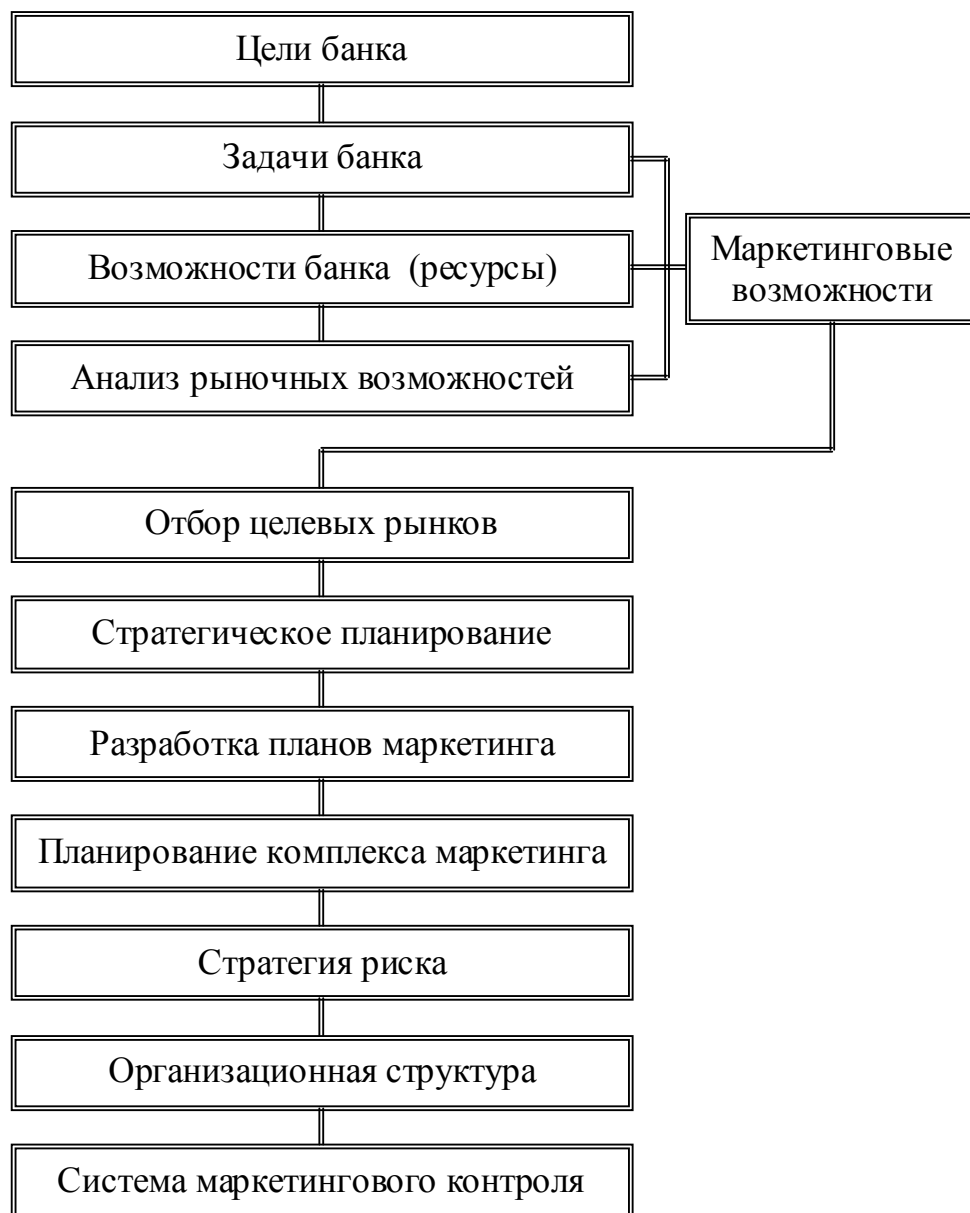 Цели банка
Задачи банка
Возможности банка (ресурсы)
Маркетинговые
возможности
Анализ рыночных возможностей
Отбор целевых рынков
Стратегическое планирование
Разработка планов маркетинга
Планирование комплекса маркетинга
Стратегия риска
Организационная структура
Система маркетингового контроля